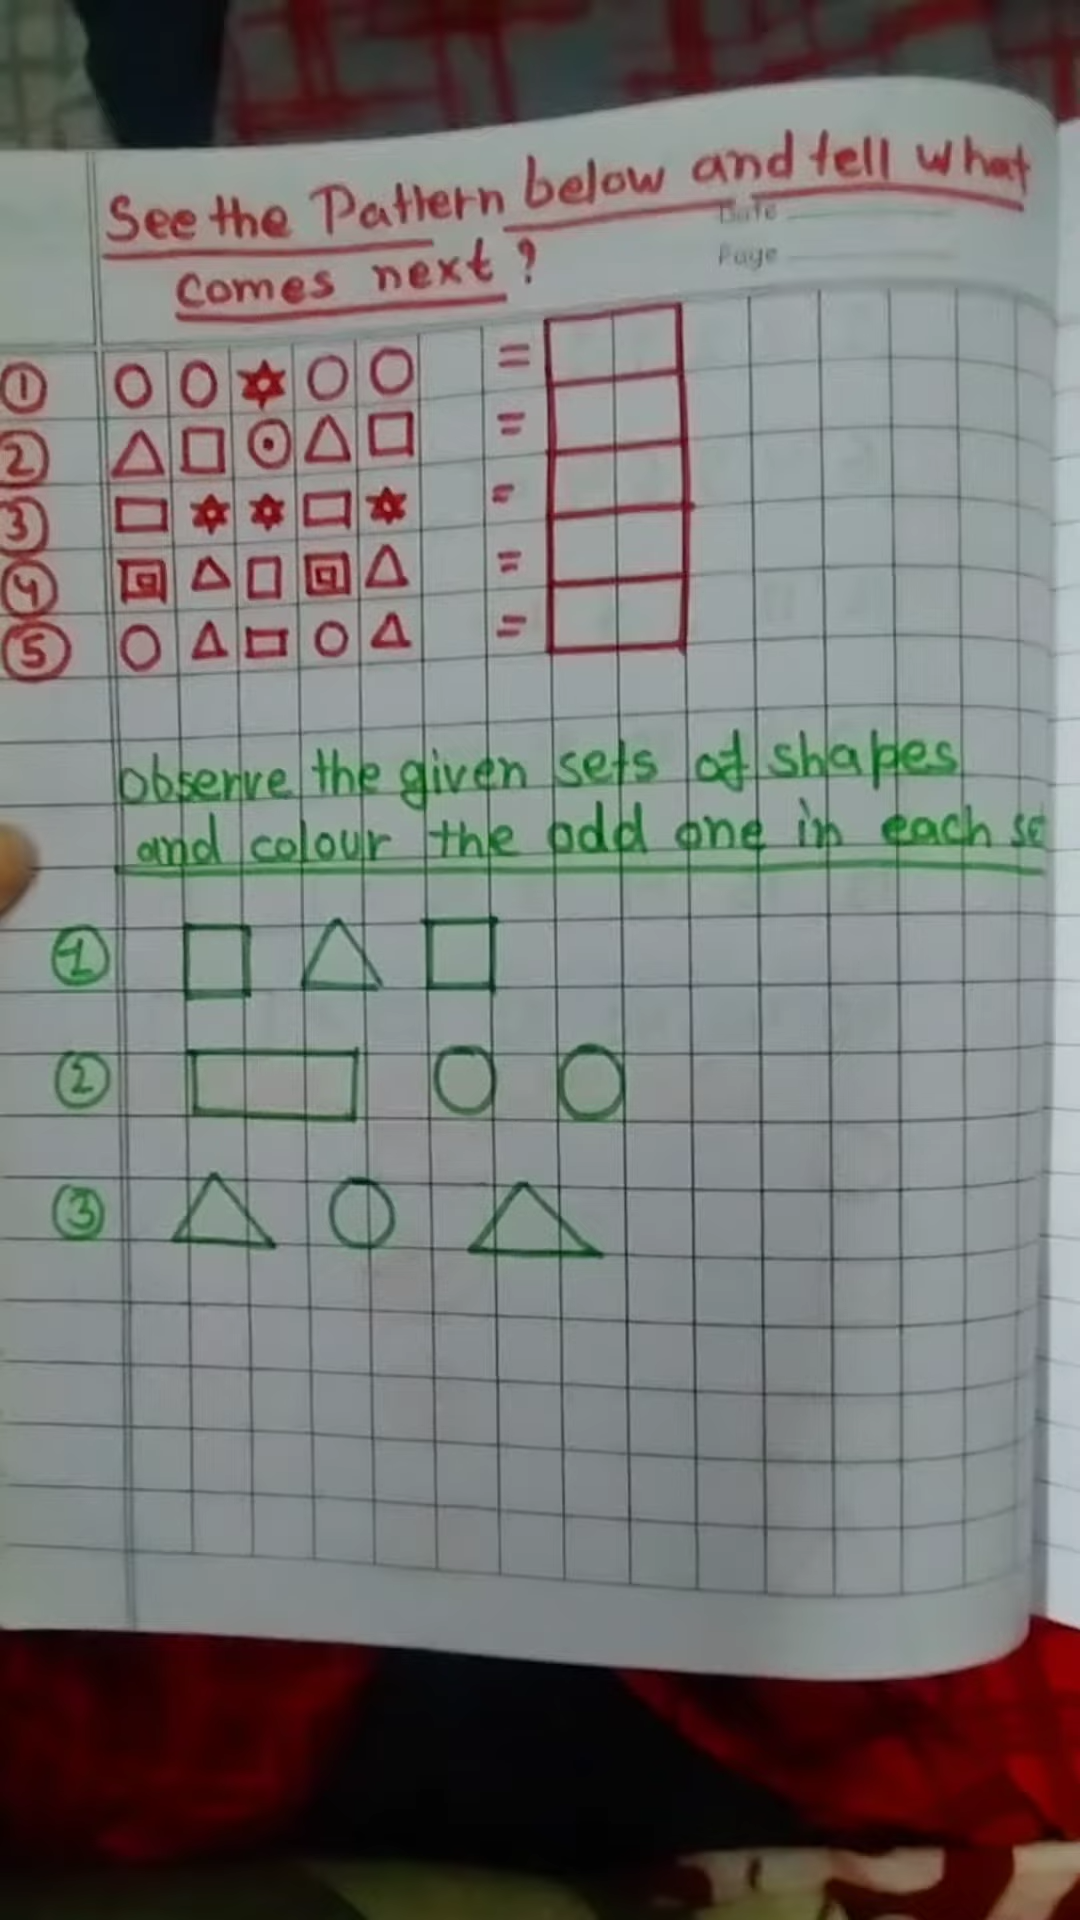 See the Pattern below and tell what
Date
comes next?
Page
1 =
2 =
3 =
4 =
5 =
Observe the given sets of shapes
and colour the odd one in each se
1
2
3